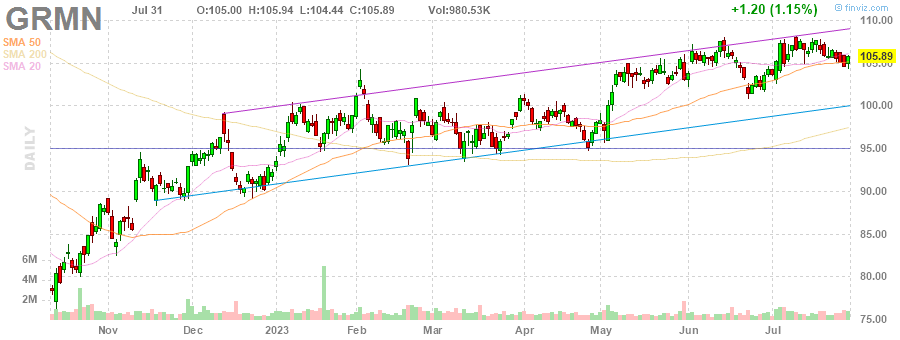 GRMN Jul 31 O:105.00 H:105.94 L:104.44 C:105.89 Vol:980.53K +1.20 (1.15%) © finviz.com
SMA 50
SMA 200
SMA 20
DAILY
110.00
105.89
105.00
100.00
95.00
90.00
85.00
80.00
75.00
6M
4M
2M
Nov Dec 2023 Feb Mar Apr May Jun Jul